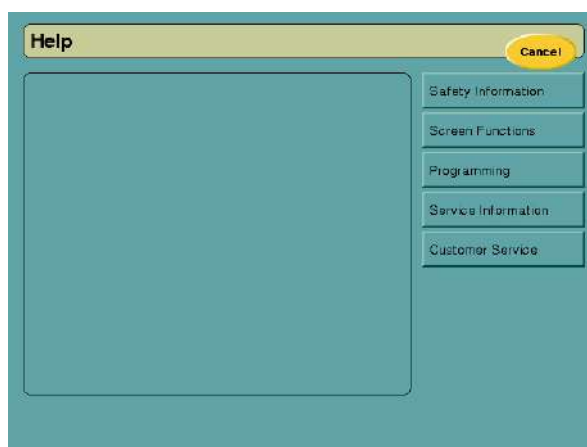 Help
Cancel
Safety Information
Screen Functions
Programming
Service Information
Customer Service